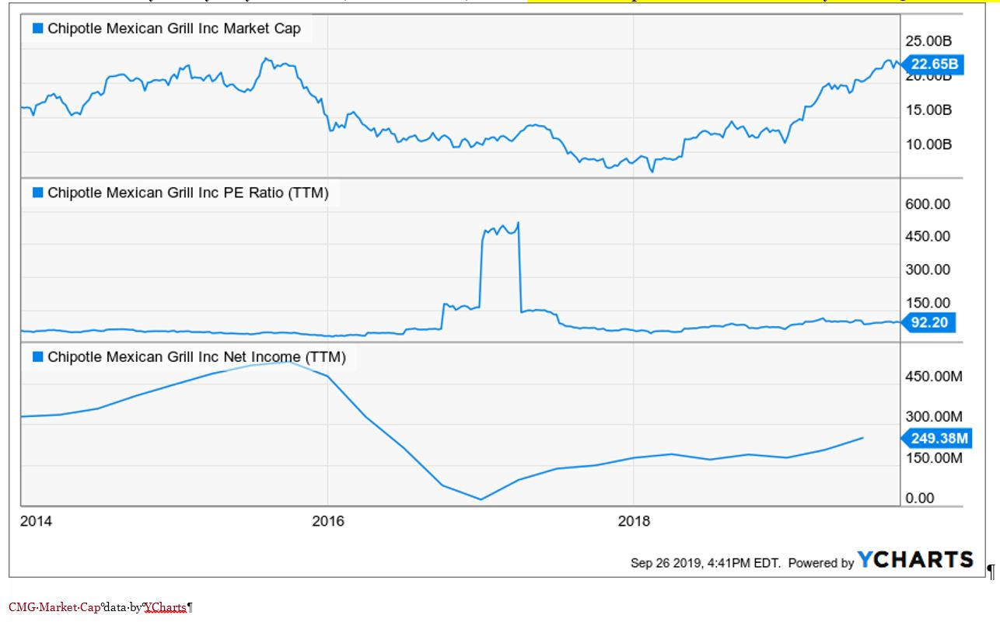 Chipotle Mexican Grill Inc Market Cap
25.00B
22.65B
20.00B
15.00B
10.00B
Chipotle Mexican Grill Inc PE Ratio (TTM)
600.00
450.00
300.00
150.00
92.20
Chipotle Mexican Grill Inc Net Income (TTM)
450.00M
300.00M
249.38M
150.00M
0.00
2014 2016 2018
Sep 26 2019, 4:41PM EDT. Powered by YCHARTS
¶
CMG·Market·Cap°data·by°YCharts¶